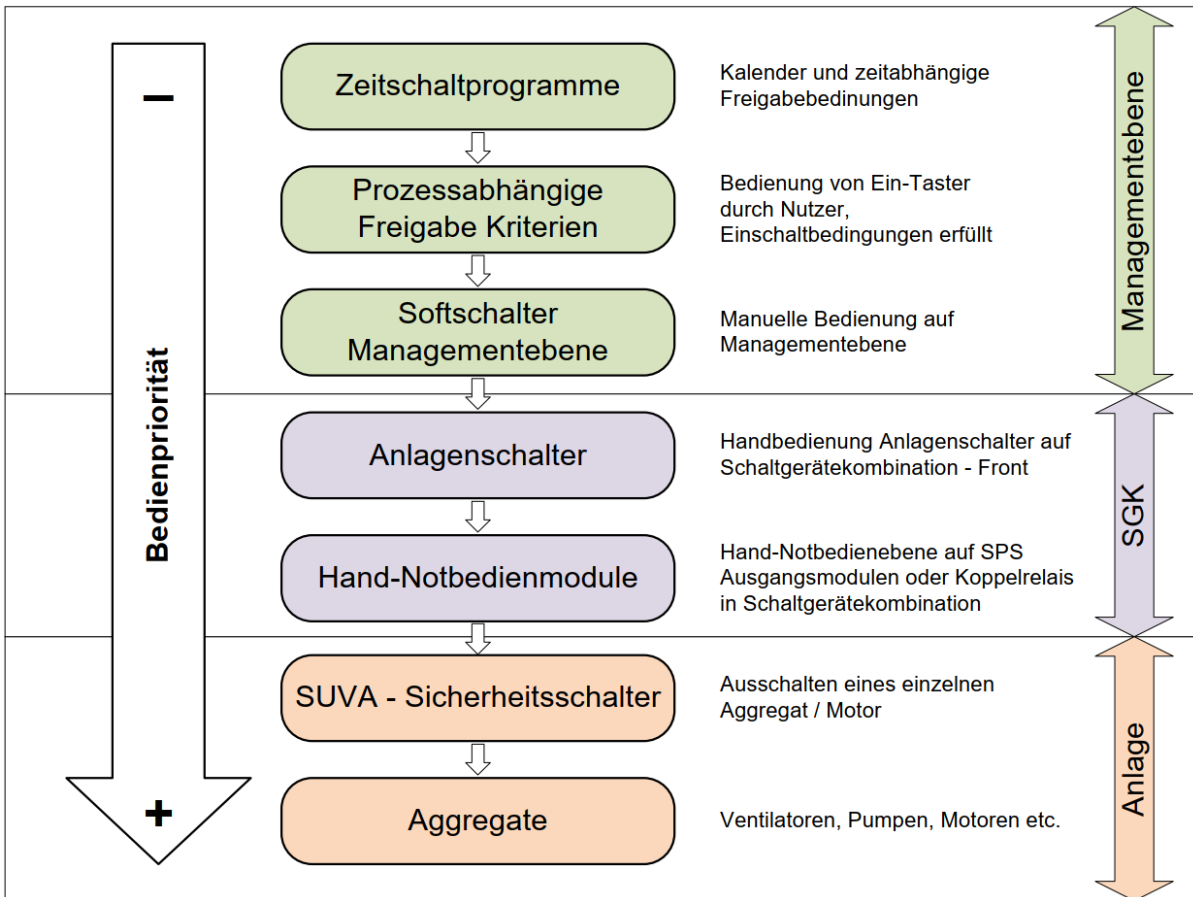 Zeitschaltprogramme
Kalender und zeitabhängige
Freigabebedinungen
Prozessabhängige
Freigabe Kriterien
Bedienung von Ein-Taster
durch Nutzer,
Einschaltbedingungen erfüllt
Softschalter
Managementebene
Manuelle Bedienung auf
Managementebene
Managementebene
Anlagenschalter
Handbedienung Anlagenschalter auf
Schaltgerätekombination - Front
Hand-Notbedienmodule
Hand-Notbedienebene auf SPS
Ausgangsmodulen oder Koppelrelais
in Schaltgerätekombination
SGK
SUVA - Sicherheitsschalter
Ausschalten eines einzelnen
Aggregat / Motor
Aggregate
Ventilatoren, Pumpen, Motoren etc.
Anlage
–
Bedienpriorität
+